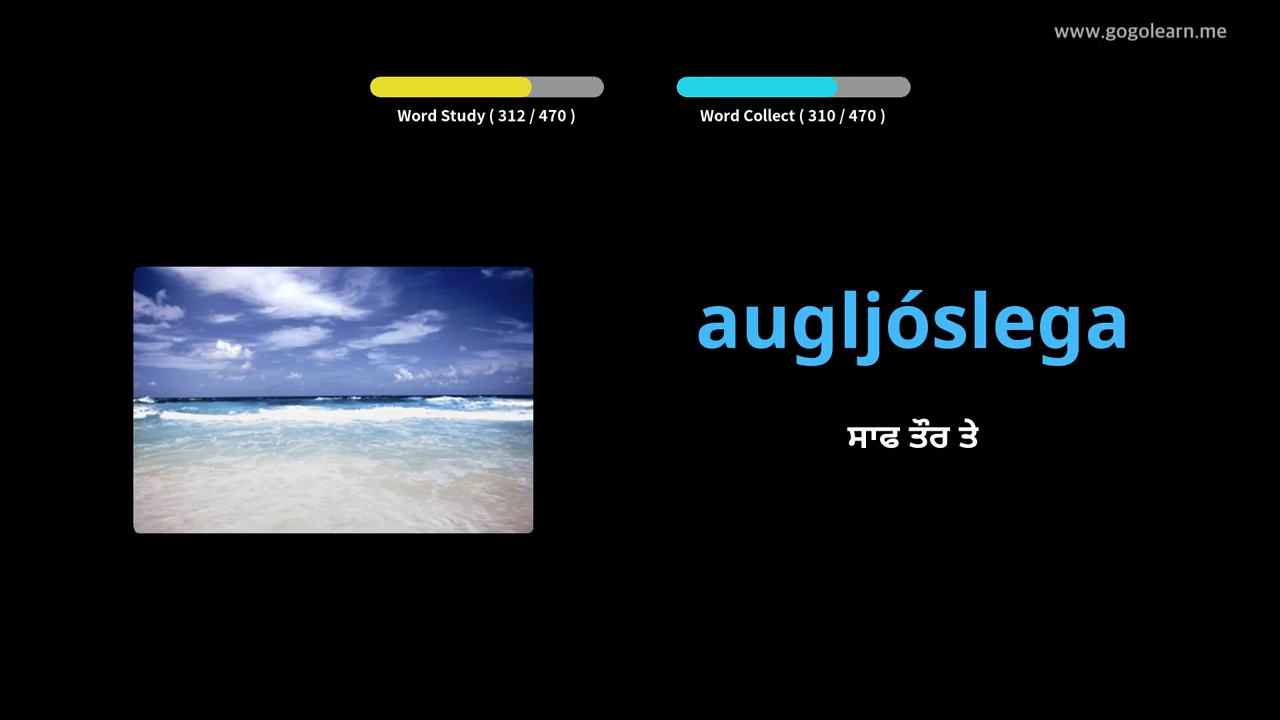 www.gogolearn.me
Word Study ( 312 / 470 )
Word Collect ( 310 / 470 )
augljóslega
ਸਾਫ ਤੌਰ ਤੇ